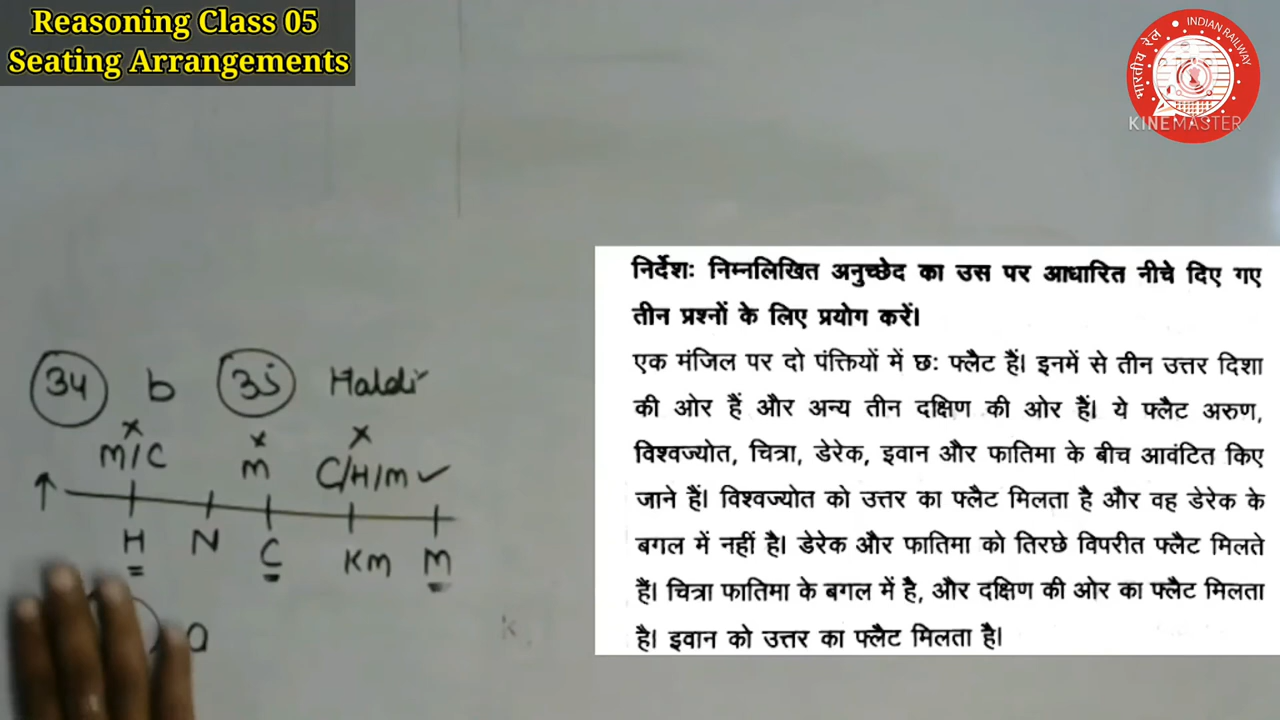 Reasoning Class 05
Seating Arrangements
भारतीय रेल
INDIAN RAILWAY
KINEMASTER
निर्देशः निम्नलिखित अनुच्छेद का उस पर आधारित नीचे दिए गए
तीन प्रश्नों के लिए प्रयोग करें।
एक मंजिल पर दो पंक्तियों में छः फ्लैट हैं। इनमें से तीन उत्तर दिशा
की ओर हैं और अन्य तीन दक्षिण की ओर हैं। ये फ्लैट अरुण,
विश्वज्योत, चित्रा, डेरेक, इवान और फातिमा के बीच आवंटित किए
जाने हैं। विश्वज्योत को उत्तर का फ्लैट मिलता है और वह डेरेक के
बगल में नहीं है। डेरेक और फातिमा को तिरछे विपरीत फ्लैट मिलते
हैं। चित्रा फातिमा के बगल में है, और दक्षिण की ओर का फ्लैट मिलता
है। इवान को उत्तर का फ्लैट मिलता है।
34 b 35 Haldi
x x x
M/C M C/H/M ✓
↑
H N C Km M
a
K